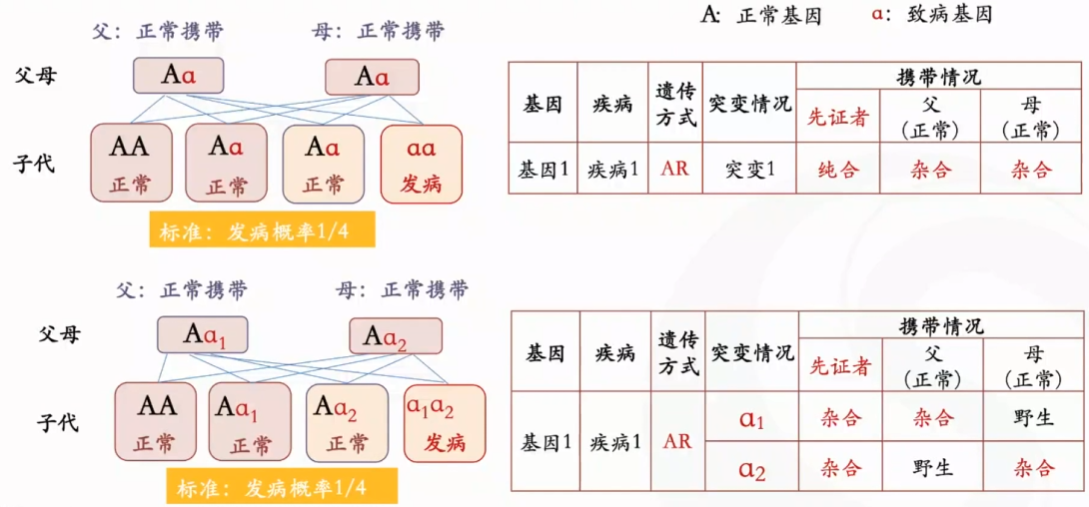 父：正常携带 母：正常携带 A：正常基因 a：致病基因
父母 Aa Aa
子代
AA Aa Aa aa
正常 正常 正常 发病
标准：发病概率1/4
基因 疾病 遗传方式 突变情况 携带情况
先证者 父（正常） 母（正常）
基因1 疾病1 AR 突变1 纯合 杂合 杂合
父：正常携带 母：正常携带
父母 Aa1 Aa2
子代
AA Aa1 Aa2 a1a2
正常 正常 正常 发病
标准：发病概率1/4
基因 疾病 遗传方式 突变情况 携带情况
先证者 父（正常） 母（正常）
基因1 疾病1 AR
a1 杂合 杂合 野生
a2 杂合 野生 杂合